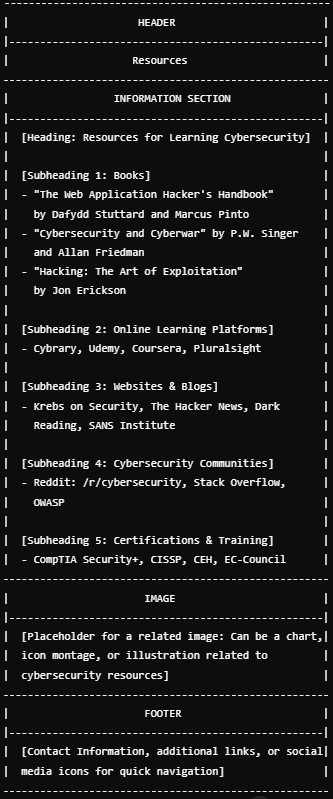 HEADER
Resources
INFORMATION SECTION
[Heading: Resources for Learning Cybersecurity]
[Subheading 1: Books]
- "The Web Application Hacker's Handbook"
by Dafydd Stuttard and Marcus Pinto
- "Cybersecurity and Cyberwar" by P.W. Singer
and Allan Friedman
- "Hacking: The Art of Exploitation"
by Jon Erickson
[Subheading 2: Online Learning Platforms]
- Cybrary, Udemy, Coursera, Pluralsight
[Subheading 3: Websites & Blogs]
- Krebs on Security, The Hacker News, Dark
Reading, SANS Institute
[Subheading 4: Cybersecurity Communities]
- Reddit: /r/cybersecurity, Stack Overflow,
OWASP
[Subheading 5: Certifications & Training]
- CompTIA Security+, CISSP, CEH, EC-Council
IMAGE
[Placeholder for a related image: Can be a chart,
icon montage, or illustration related to
cybersecurity resources]
FOOTER
[Contact Information, additional links, or social
media icons for quick navigation]